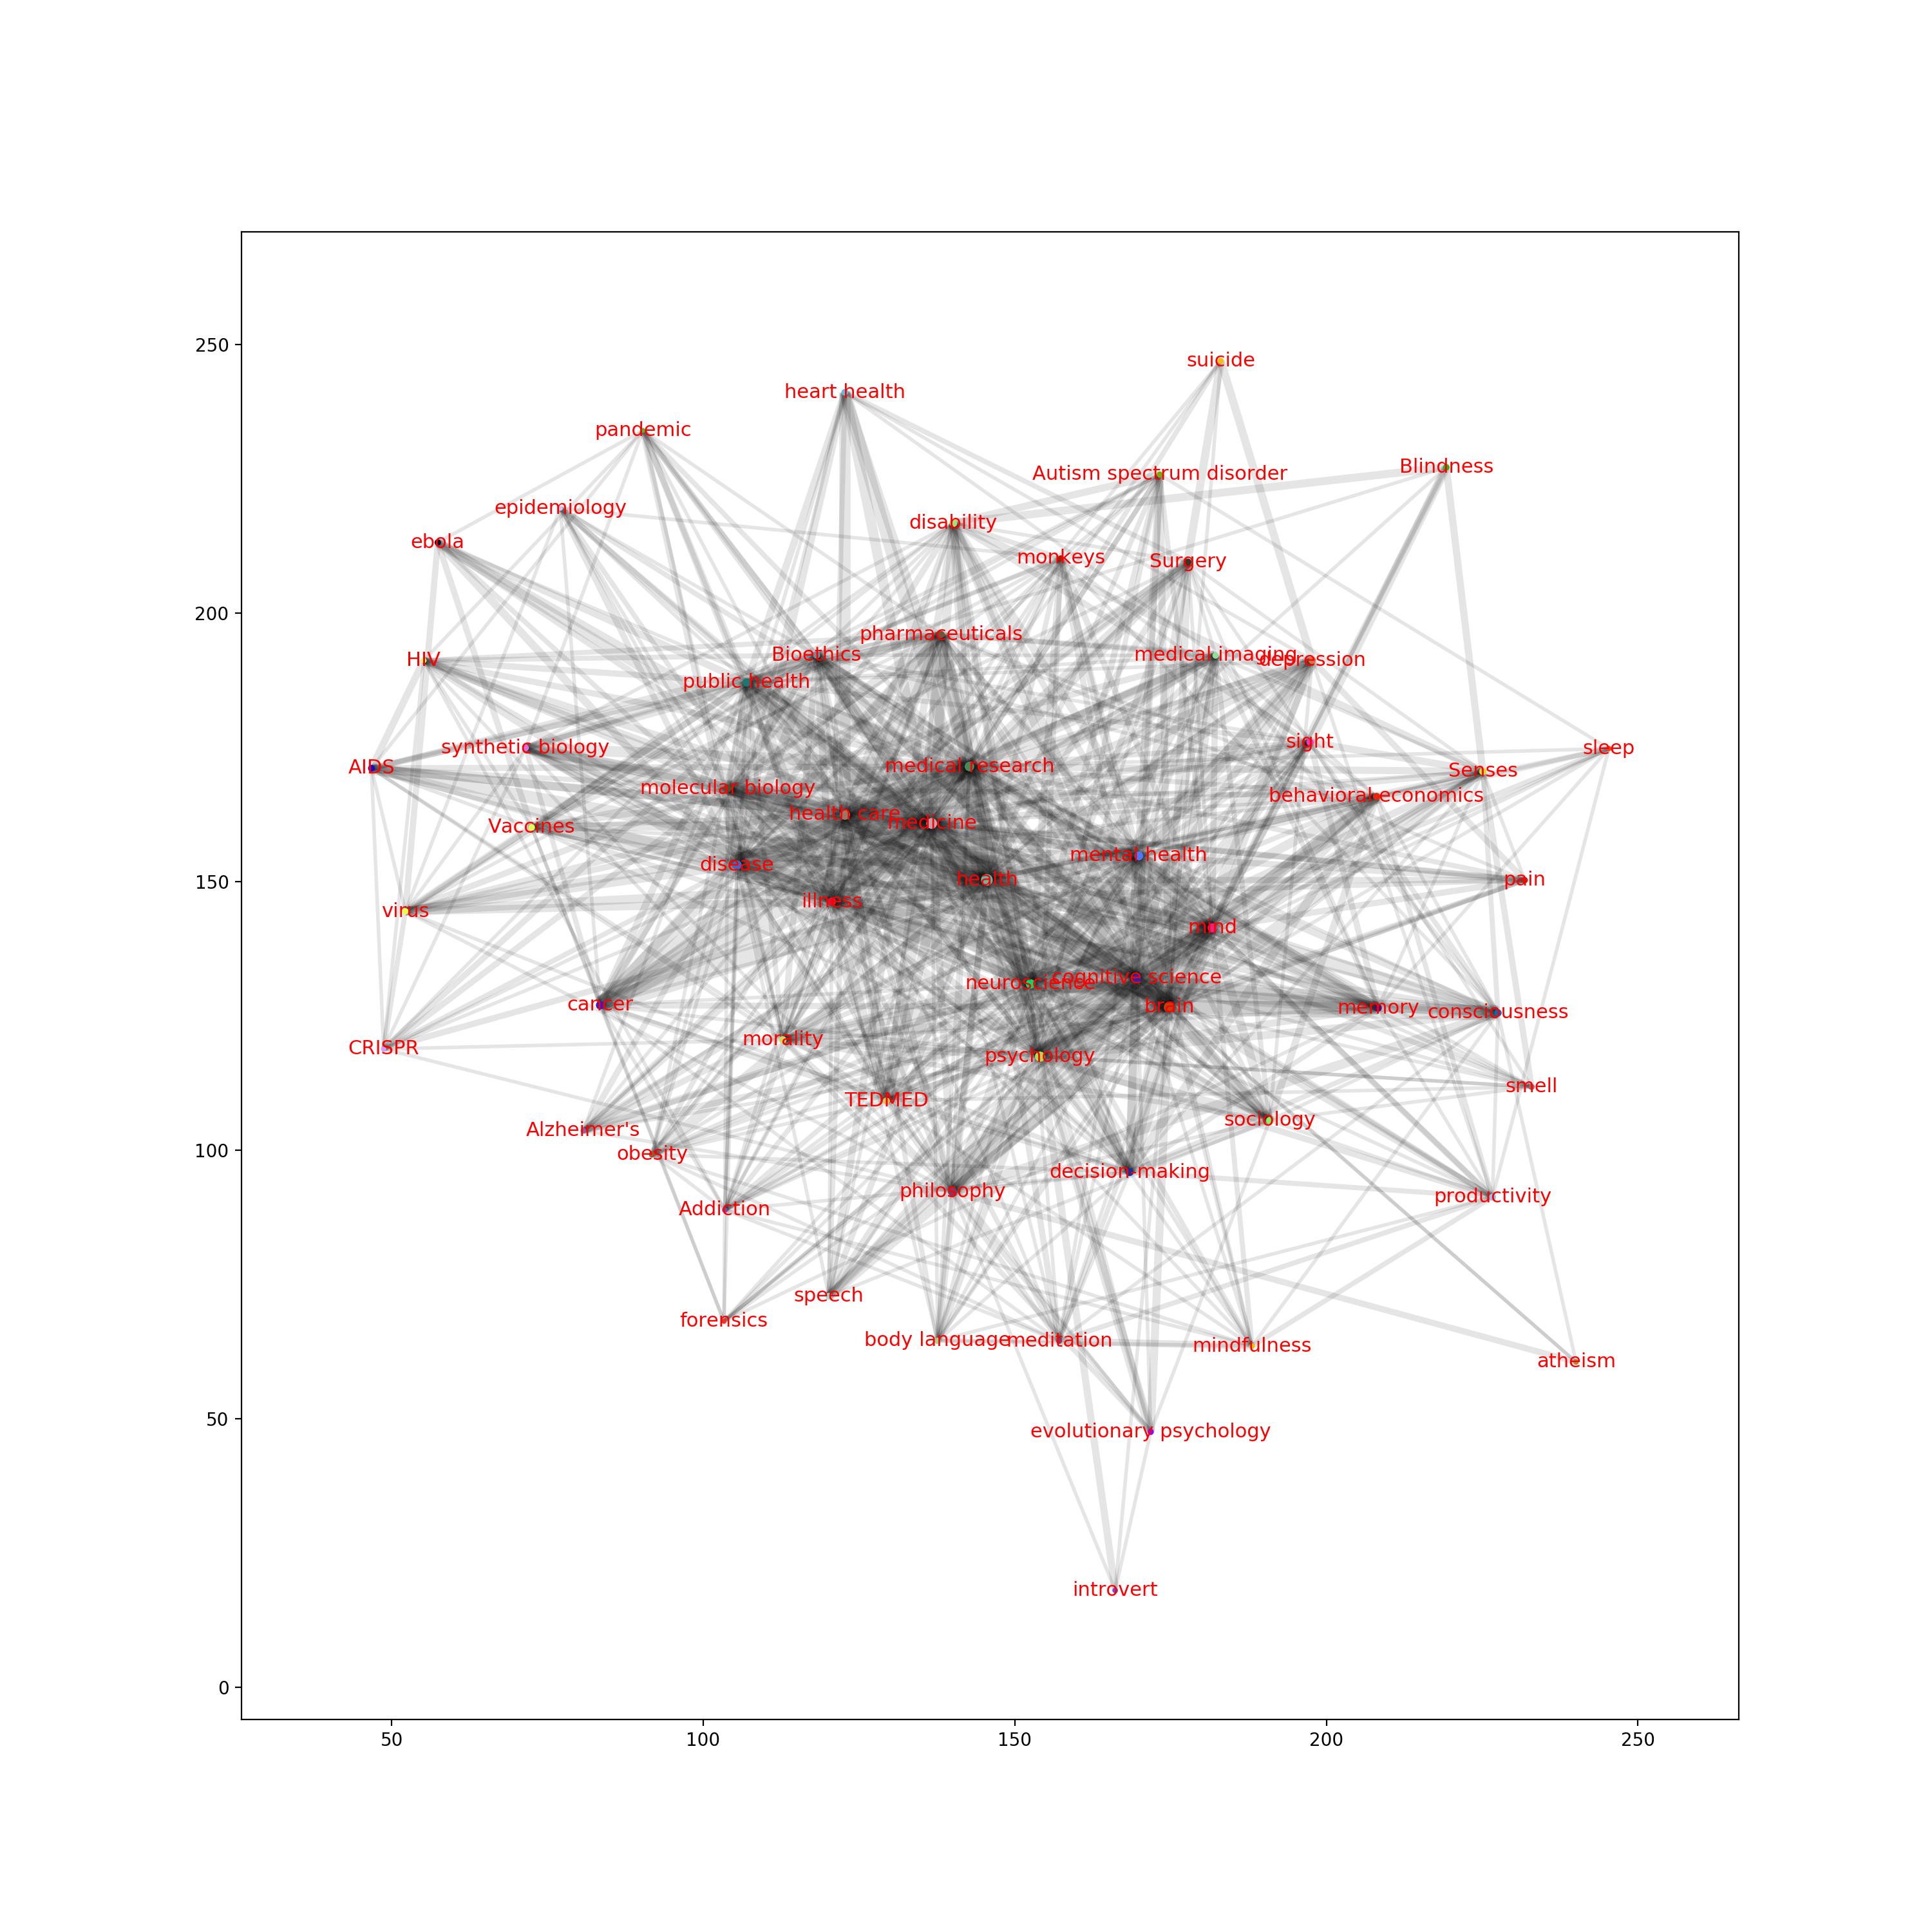 250
200
150
100
50
0
50
100
150
200
250
suicide
heart health
pandemic
Blindness
Autism spectrum disorder
epidemiology
disability
ebola
monkeys
Surgery
pharmaceuticals
Bioethics
medical imaging
depression
HIV
public health
sight
synthetic biology
sleep
AIDS
medical research
Senses
molecular biology
behavioral economics
health care
medicine
Vaccines
mental health
disease
health
pain
illness
virus
mind
cognitive science
neuroscience
cancer
brain
memory
consciousness
morality
CRISPR
psychology
smell
TEDMED
sociology
Alzheimer's
obesity
decision-making
philosophy
productivity
Addiction
speech
forensics
body language
meditation
mindfulness
atheism
evolutionary psychology
introvert